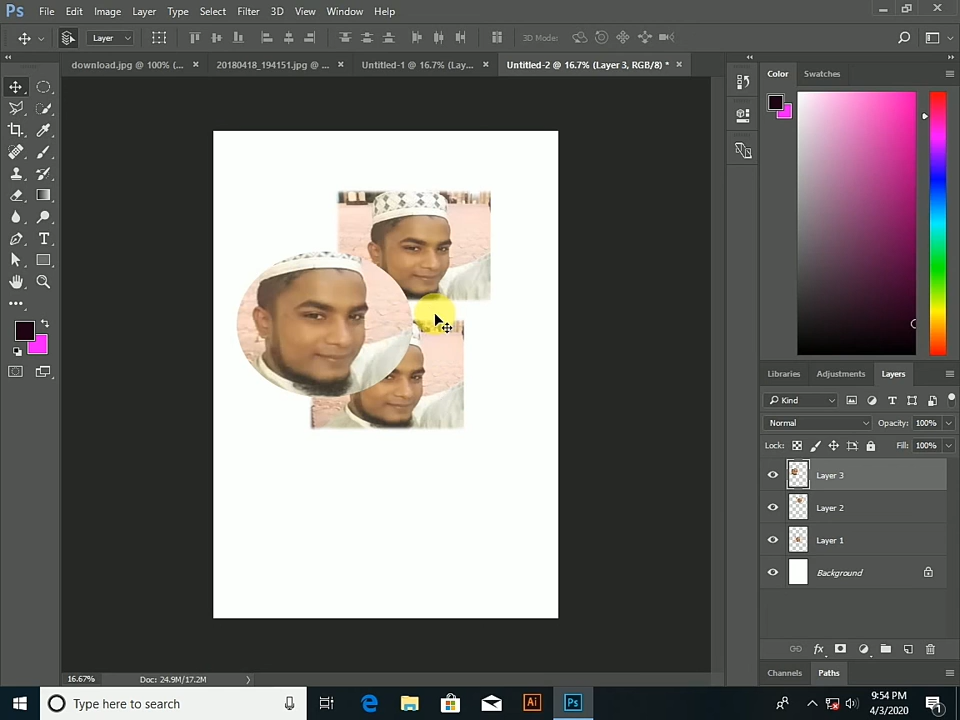 Ps File Edit Image Layer Type Select Filter 3D View Window Help
Layer 3D Mode:
download.jpg @ 100% (... × 20180418_194151.jpg @ ... × Untitled-1 @ 16.7% (Lay... × Untitled-2 @ 16.7% (Layer 3, RGB/8) * ×
Color Swatches
Libraries Adjustments Layers
Kind
Normal Opacity: 100%
Lock: Fill: 100%
Layer 3
Layer 2
Layer 1
Background
Channels Paths
16.67% Doc: 24.9M/17.2M
Type here to search
Ai Ps
9:54 PM
4/3/2020
1